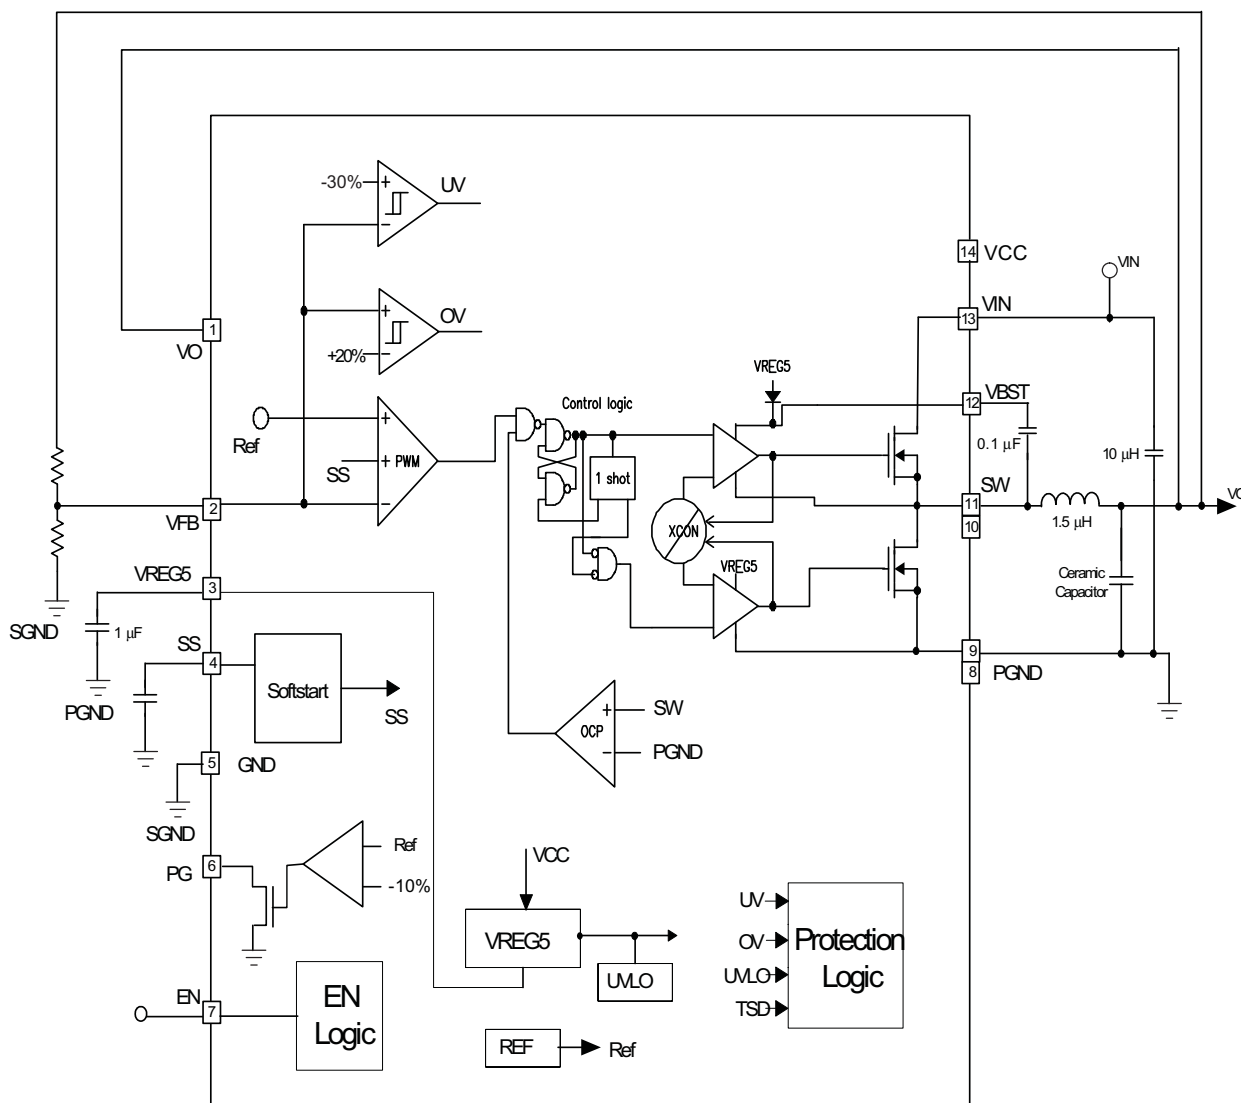 -30%
+
-
UV
+
+20%
-
OV
1
VO
14
VCC
VIN
VIN
13
VREG5
VBST
12
0.1 μF
10 μH
Ref
SS
+
+
-
PWM
Control logic
1 shot
XCON
VREG5
SW
11
10
1.5 μH
Ceramic
Capacitor
2
VFB
VREG5
3
SGND
1 μF
SS
4
PGND
Softstart
SS
9
8
PGND
+
-
OCP
SW
PGND
5
GND
SGND
6
PG
Ref
-10%
VCC
VREG5
UVLO
UV
OV
UVLO
TSD
Protection
Logic
EN
7
EN
Logic
REF
Ref